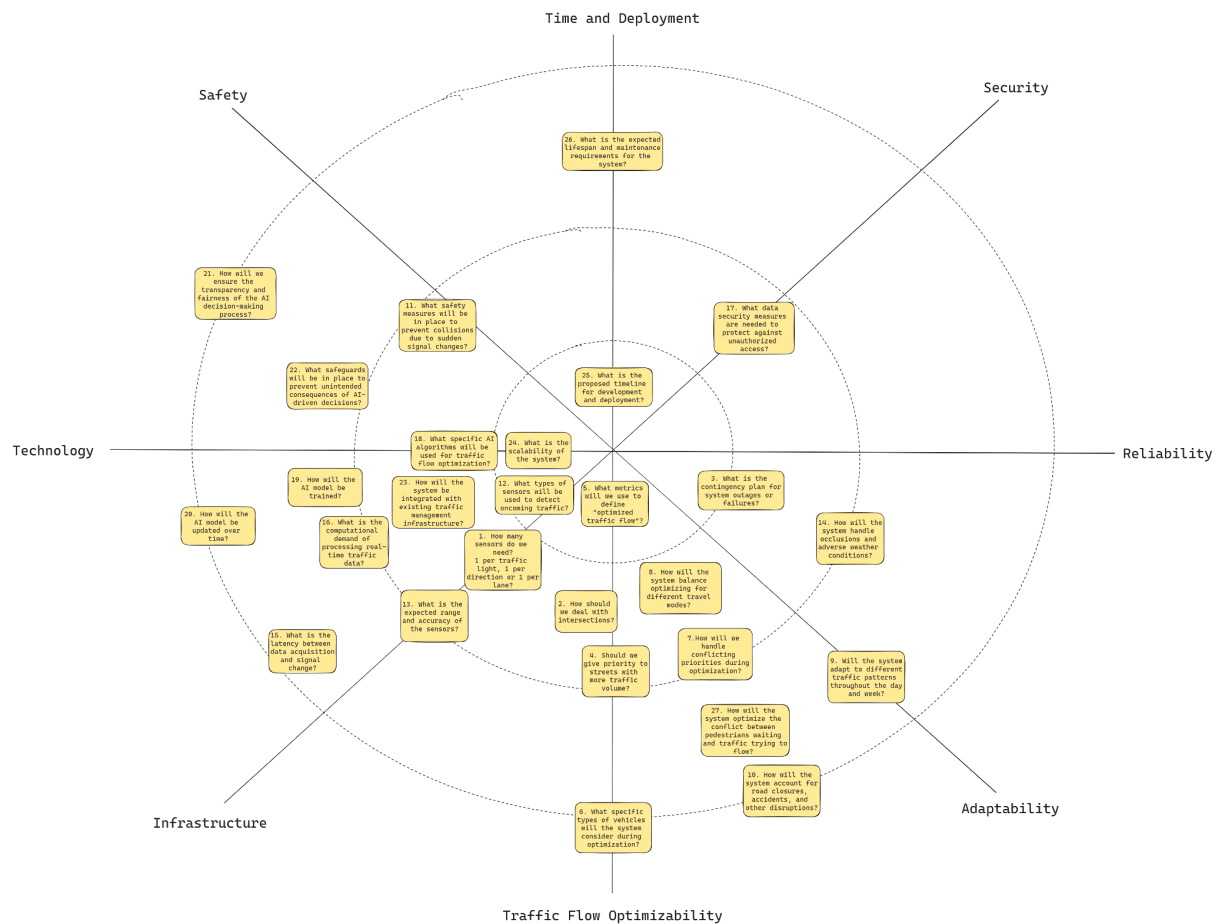 Time and Deployment
Security
Safety
26. What is the expected
lifespan and maintenance
requirements for the
system?
21. How will we
ensure the
transparency and
fairness of the AI
decision-making
process?
11. What safety
measures will be
in place to
prevent collisions
due to sudden
signal changes?
17. What data
security measures
are needed to
protect against
unauthorized
access?
22. What safeguards
will be in place to
prevent unintended
consequences of AI-
driven decisions?
25. What is the
proposed timeline
for development
and deployment?
Technology
18. What specific AI
algorithms will be
used for traffic
flow optimization?
24. What is the
scalability of
the system?
Reliability
19. How will the
AI model be
trained?
23. How will the
system be
integrated with
existing traffic
management
infrastructure?
12. What types of
sensors will be
used to detect
oncoming traffic?
5. What metrics
will we use to
define
"optimized
traffic flow"?
3. What is the
contingency plan for
system outages or
failures?
20. How will the
AI model be
updated over
time?
16. What is the
computational
demand of
processing real-
time traffic
data?
14. How will the
system handle
occlusions and
adverse weather
conditions?
1. How many
sensors do we
need?
1 per traffic
light, 1 per
direction or 1 per
lane?
8. How will the
system balance
optimizing for
different travel
modes?
13. What is the
expected range
and accuracy of
the sensors?
2. How should
we deal with
intersections?
15. What is the
latency between
data acquisition
and signal
change?
4. Should we
give priority to
streets with
more traffic
volume?
7.How will we
handle
conflicting
priorities during
optimization?
9. Will the system
adapt to different
traffic patterns
throughout the day
and week?
27. How will the
system optimize the
conflict between
pedestrians waiting
and traffic trying to
flow?
10. How will the
system account for
road closures,
accidents, and
other disruptions?
6. What specific
types of vehicles
will the system
consider during
optimization?
Infrastructure
Adaptability
Traffic Flow Optimizability